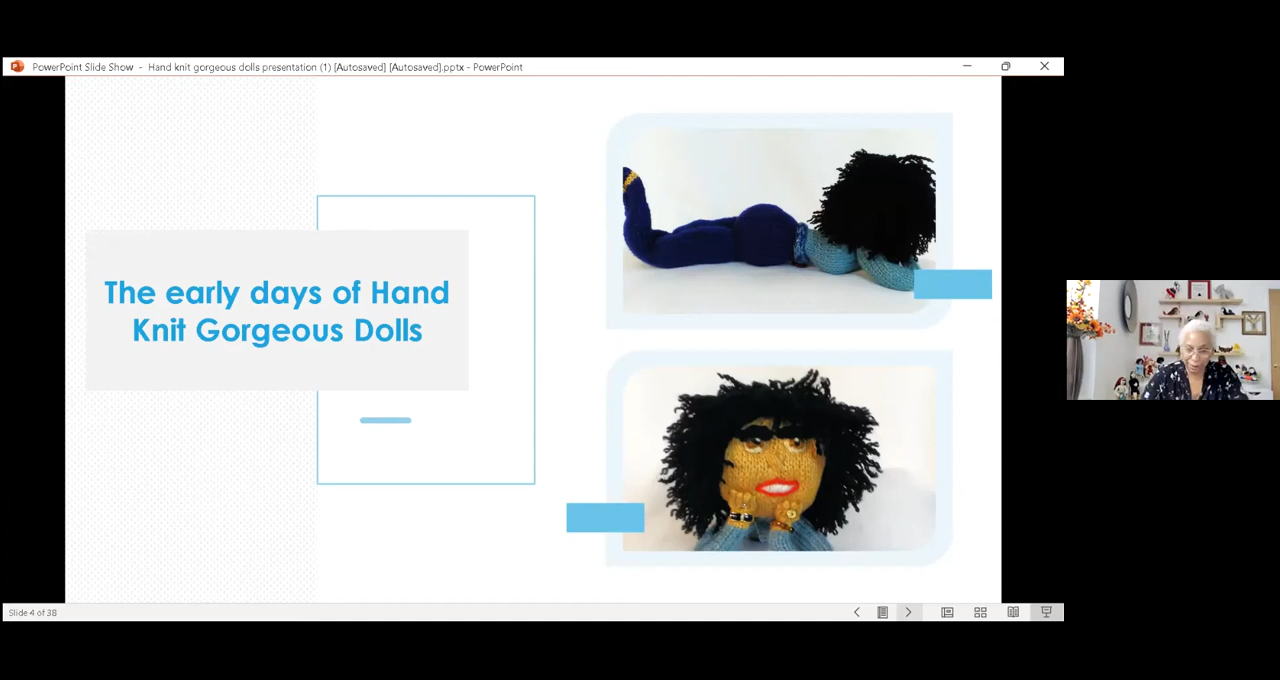 PowerPoint Slide Show - Hand knit gorgeous dolls presentation (1) [Autosaved] [Autosaved].pptx - PowerPoint
The early days of Hand
Knit Gorgeous Dolls
Slide 4 of 38